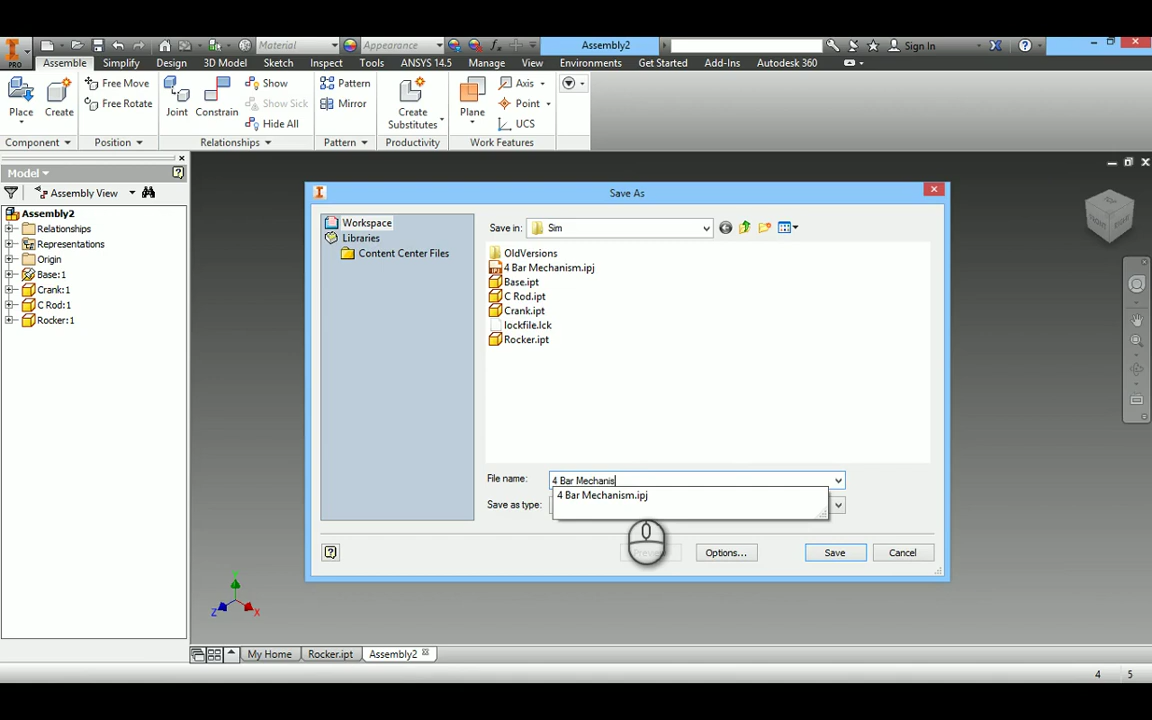 Material
Appearance
Assembly2
Sign In
PRO
Assemble Simplify Design 3D Model Sketch Inspect Tools ANSYS 14.5 Manage View Environments Get Started Add-Ins Autodesk 360
Place
Create
Free Move
Free Rotate
Joint
Constrain
Show
Show Sick
Hide All
Pattern
Mirror
Create
Substitutes
Plane
Axis
Point
UCS
Component
Position
Relationships
Pattern
Productivity
Work Features
Model
Assembly View
Assembly2
Relationships
Representations
Origin
Base:1
Crank:1
C Rod:1
Rocker:1
Save As
Workspace
Libraries
Content Center Files
Save in:
Sim
OldVersions
4 Bar Mechanism.ipj
Base.ipt
C Rod.ipt
Crank.ipt
lockfile.lck
Rocker.ipt
File name:
4 Bar Mechanis
4 Bar Mechanism.ipj
Save as type:
Options...
Save
Cancel
TOP
FRONT
RIGHT
Z
X
My Home
Rocker.ipt
Assembly2
4 5